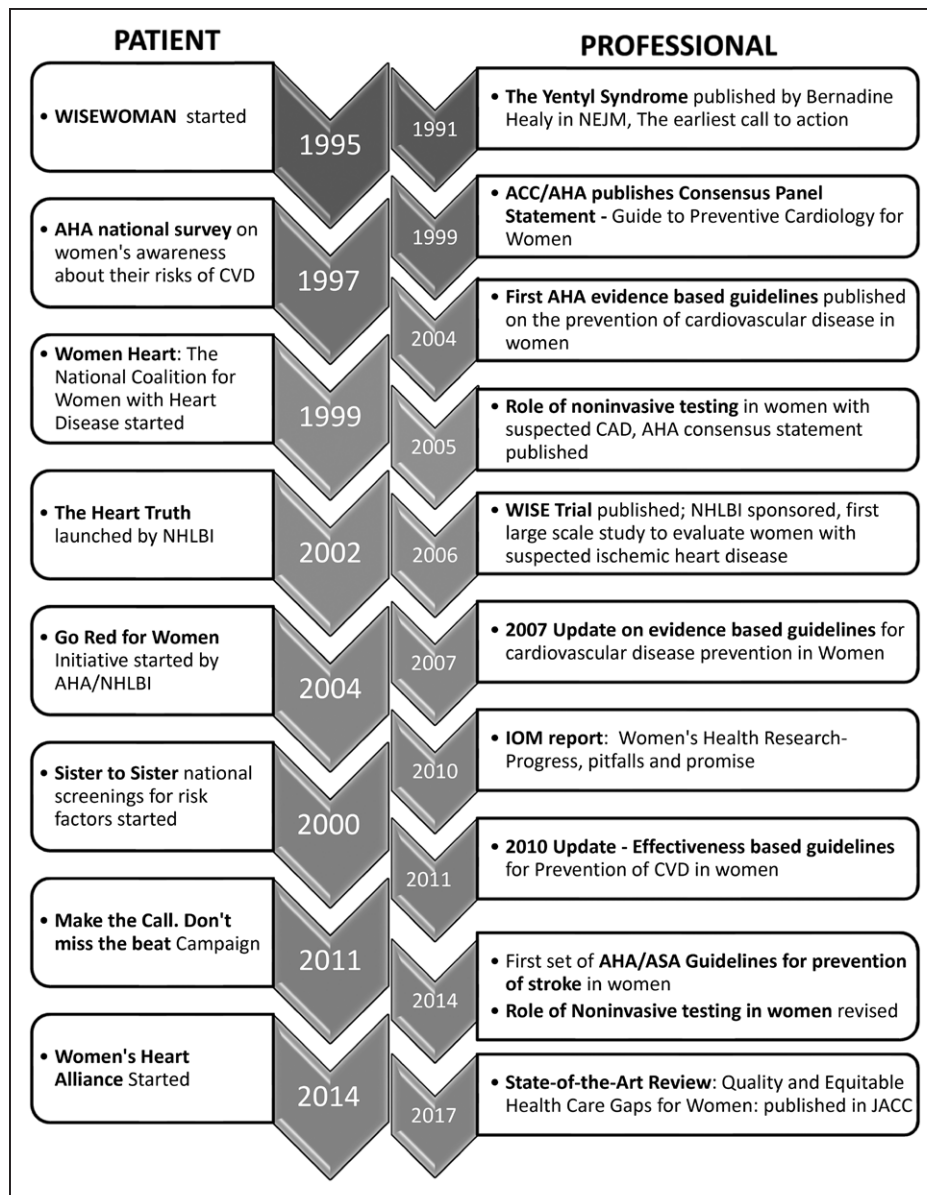 PATIENT
• WISEWOMAN started
1995
• AHA national survey on
women's awareness
about their risks of CVD
1997
• Women Heart: The
National Coalition for
Women with Heart
Disease started
1999
• The Heart Truth
launched by NHLBI
2002
• Go Red for Women
Initiative started by
AHA/NHLBI
2004
• Sister to Sister national
screenings for risk
factors started
2000
• Make the Call. Don't
miss the beat Campaign
2011
• Women's Heart
Alliance Started
2014
PROFESSIONAL
1991
• The Yentyl Syndrome published by Bernadine
Healy in NEJM, The earliest call to action
1999
• ACC/AHA publishes Consensus Panel
Statement - Guide to Preventive Cardiology for
Women
2004
• First AHA evidence based guidelines published
on the prevention of cardiovascular disease in
women
2005
• Role of noninvasive testing in women with
suspected CAD, AHA consensus statement
published
2006
• WISE Trial published; NHLBI sponsored, first
large scale study to evaluate women with
suspected ischemic heart disease
2007
• 2007 Update on evidence based guidelines for
cardiovascular disease prevention in Women
2010
• IOM report: Women's Health Research-
Progress, pitfalls and promise
2011
• 2010 Update - Effectiveness based guidelines
for Prevention of CVD in women
2014
• First set of AHA/ASA Guidelines for prevention
of stroke in women
• Role of Noninvasive testing in women revised
2017
• State-of-the-Art Review: Quality and Equitable
Health Care Gaps for Women: published in JACC